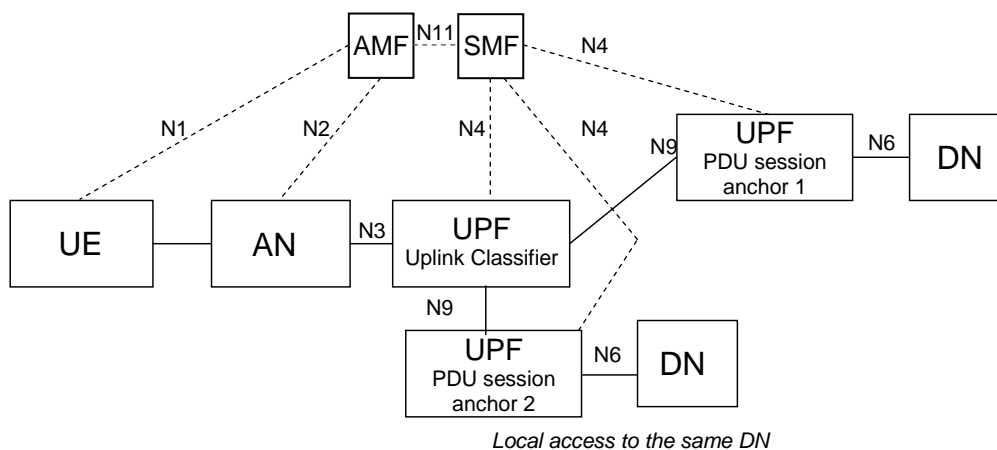 AMF
N11
SMF
N4
N1
N2
N4
N4
UPF
PDU session
anchor 1
N9
N6
DN
UE
AN
N3
UPF
Uplink Classifier
N9
UPF
PDU session
anchor 2
N6
DN
Local access to the same DN